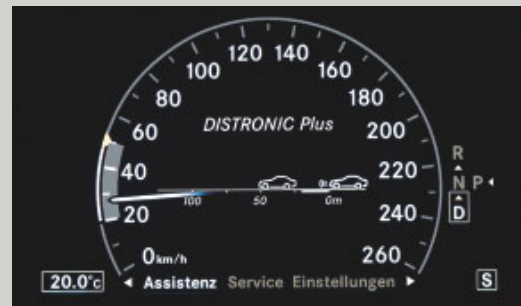 120 140
100 160
80 180
60 DISTRONIC Plus 200
40 220
R
N P
100 50 0m
20 240
D
0km/h 260
20.0°C Assistenz Service Einstellungen S